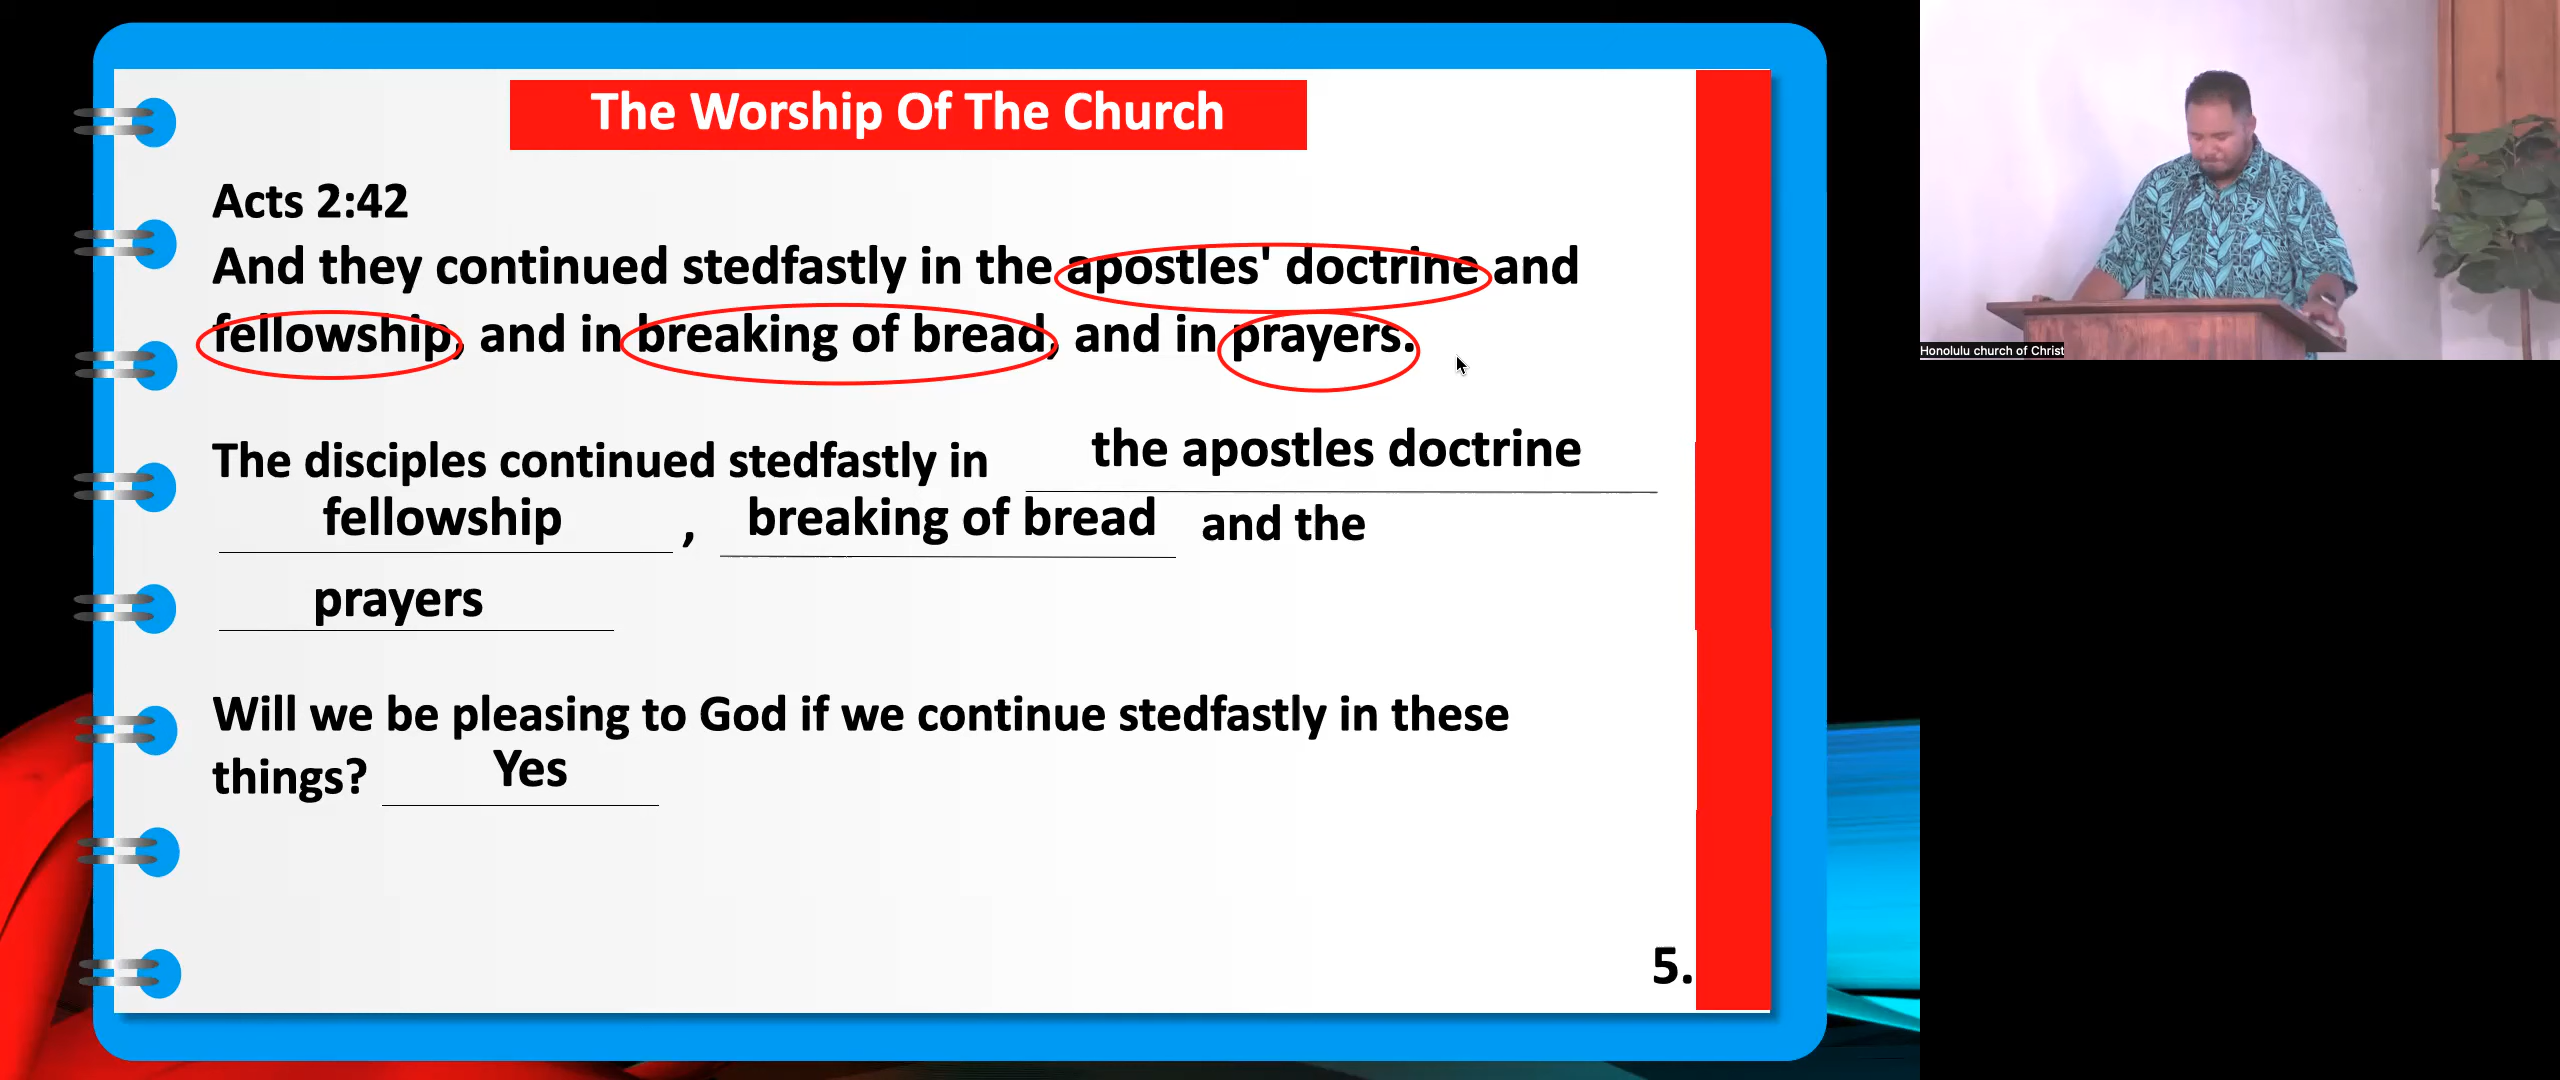 The Worship Of The Church
Acts 2:42
And they continued stedfastly in the apostles' doctrine and
fellowship, and in breaking of bread, and in prayers.
The disciples continued stedfastly in the apostles doctrine
fellowship , breaking of bread and the
prayers
Will we be pleasing to God if we continue stedfastly in these
things? Yes
5.
Honolulu church of Christ